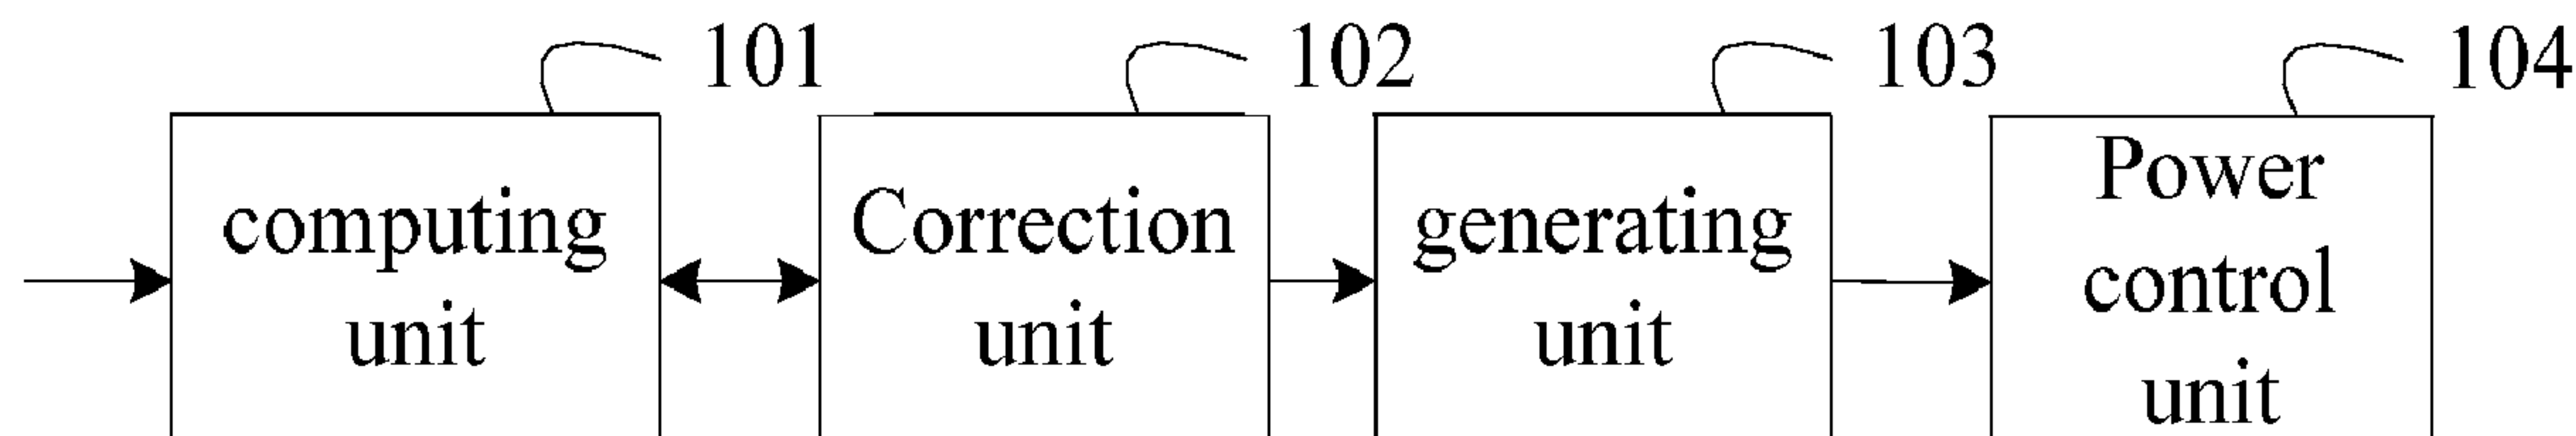 101
102
103
104
computing
unit
Correction
unit
generating
unit
Power
control
unit